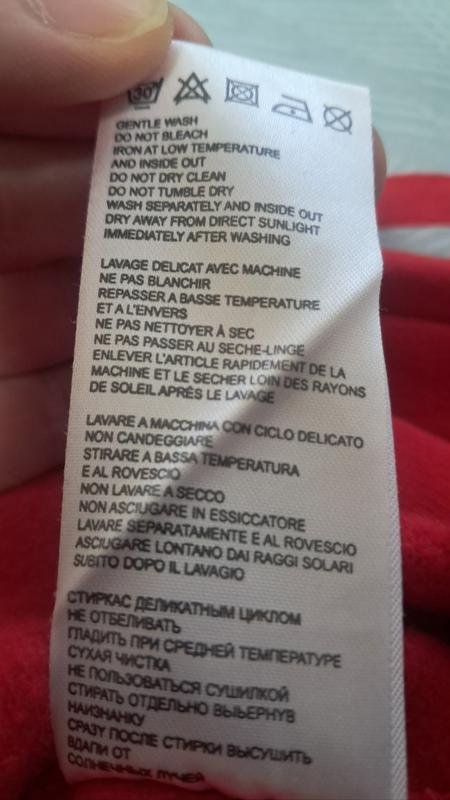 30
GENTLE WASH
DO NOT BLEACH
IRON AT LOW TEMPERATURE
AND INSIDE OUT
DO NOT DRY CLEAN
DO NOT TUMBLE DRY
WASH SEPARATELY AND INSIDE OUT
DRY AWAY FROM DIRECT SUNLIGHT
IMMEDIATELY AFTER WASHING
LAVAGE DELICAT AVEC MACHINE
NE PAS BLANCHIR
REPASSER A BASSE TEMPERATURE
ET A L'ENVERS
NE PAS NETTOYER À SEC
NE PAS PASSER AU SECHE-LINGE
ENLEVER L'ARTICLE RAPIDEMENT DE LA
MACHINE ET LE SECHER LOIN DES RAYONS
DE SOLEIL APRÈS LE LAVAGE
LAVARE A MACCHINA CON CICLO DELICATO
NON CANDEGGIARE
STIRARE A BASSA TEMPERATURA
E AL ROVESCIO
NON LAVARE A SECCO
NON ASCIUGARE IN ESSICCATORE
LAVARE SEPARATAMENTE E AL ROVESCIO
ASCIUGARE LONTANO DAI RAGGI SOLARI
SUBITO DOPO IL LAVAGIO
СТИРКАС ДЕЛИКАТНЫМ ЦИКЛОМ
НЕ ОТБЕЛИВАТЬ
ГЛАДИТЬ ПРИ СРЕДНЕЙ ТЕМПЕРАТУРЕ
СУХАЯ ЧИСТКА
НЕ ПОЛЬЗОВАТЬСЯ СУШИЛКОЙ
СТИРАТЬ ОТДЕЛЬНО ВЫЬЕРНУВ
НАИЗНАНКУ
СРАЗУ ПОСЛЕ СТИРКИ ВЫСУШИТЬ
ВДАЛИ ОТ
СОЛНЕЧНЫХ ЛУЧЕЙ